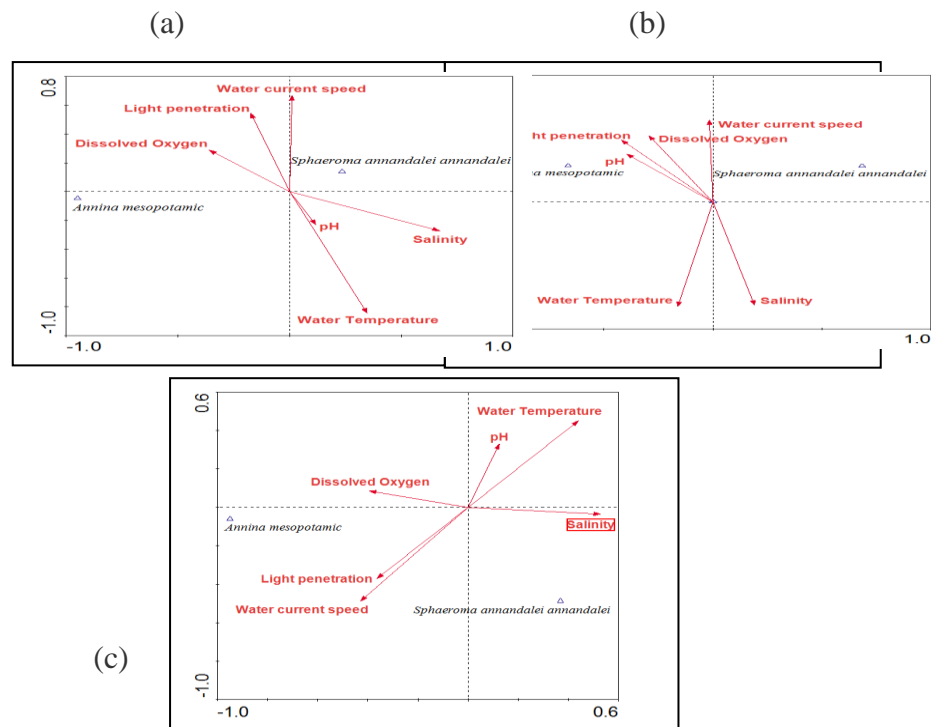 (a)
(b)
0.8
Water current speed
Light penetration
Dissolved Oxygen
Sphaeroma annandalei annandalei
Annina mesopotamic
pH
Salinity
Water Temperature
-1.0
-1.0
1.0
Water current speed
ht penetration
Dissolved Oxygen
pH
a mesopotamic
Sphaeroma annandalei annandalei
Water Temperature
Salinity
1.0
(c)
0.6
Water Temperature
pH
Dissolved Oxygen
Annina mesopotamic
Salinity
Light penetration
Water current speed
Sphaeroma annandalei annandalei
-1.0
-1.0
0.6